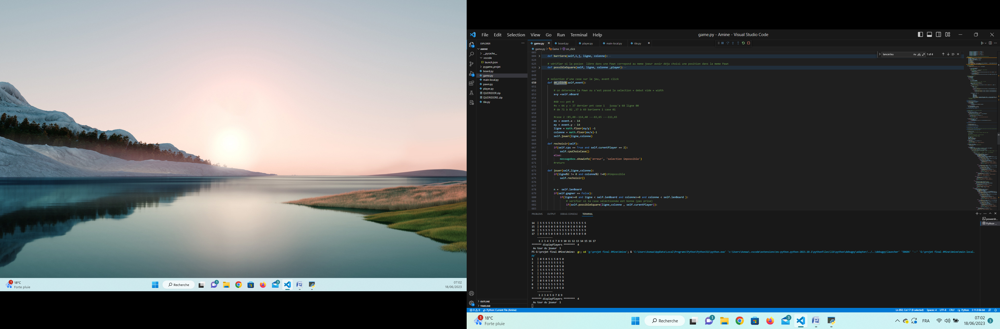 1 18°C
Forte pluie
Recherche
1
3
07:02
18/06/2023
File Edit Selection View Go Run Terminal Help
game.py - Amine - Visual Studio Code
EXPLORER
AMINE
__pycache__
.vscode
launch.json
pygame_projet
board.py
game.py
main-local.py
pawn.py
player.py
QUORIDOR.zip
QUORIDOR0..zip
tile.py
OUTLINE
TIMELINE
game.py board.py player.py main-local.py tile.py
game.py > Game > on_click
lancerJeu 1 of 4
603
604 def barriere(self,i,j, ligne, colonne):
624
625 # vérifier si la posion libre dans une Pawn correpond au meme joeur avoir déja choisi une position dans la meme Pawn
626 def possibleSquare(self, ligne, colonne ,player):
647
648
649 # selection d'une case sur le jeu, event click
650 def on_click(self,event):
651
652 # on détermine la Pawn ou s'est passé la selection + debut vide + width
653 x=y =self.xBoard
654
655 #40 ==> pnt 0
656 #x = 66 y = 37 dernier pnt case 1 jusqu'a 68 ligne 00
657 # de 71 à 82 ,37 à 69 barieere 1 case 01
658
659 #case 2 :85,40--114,40 ---83,65 ---111,65
660 ex = event.x - 14
661 ey = event.y - 14
662 ligne = math.floor(ey/y) -1
663 colonne = math.floor(ex/x)-1
664 self.jouer(ligne,colonne)
665
666 def rechoisir(self):
667 if(self.cpu == True and self.curentPlayer == 2):
668 self.cpuChoixCase()
669 else:
670 messagebox.showinfo('erreur', 'selection impossible')
671 #return
672
673 def jouer(self,ligne,colonne):
674 if(ligne%2 != 0 and colonne%2 !=0):#impossible
675 self.rechoisir()
676
677
678 n = self.lenBoard
679 if(self.gagner == False):
680 if(ligne>=0 and ligne < self.lenBoard and colonne>=0 and colonne < self.lenBoard ):
681 # verifier si la case séléctionnée est bonne (pas prise)
682 if(self.possibleSquare(ligne,colonne , self.curentPlayer)):
683
PROBLEMS OUTPUT DEBUG CONSOLE TERMINAL
14 | 5 5 5 5 5 5 5 5 5 5 5 5 5 5 5 5 5
15 | 0 5 0 5 0 5 0 5 0 5 0 5 0 5 0 5 0
16 | 5 5 5 5 5 5 5 5 5 5 5 5 5 5 5 5 5
17 | 0 5 0 5 0 5 0 5 2 5 0 5 0 5 0 5 0
-----------
1 2 3 4 5 6 7 8 9 10 11 12 13 14 15 16 17
******* displayPlayers ******** 4
Au tour du joueur 1
PS G:\projet final AMine\Amine> g:; cd 'g:\projet final AMine\Amine'; & 'C:\Users\Asmaa\AppData\Local\Programs\Python\Python311\python.exe' 'c:\Users\Asmaa\.vscode\extensions\ms-python.python-2023.10.1\pythonFiles\lib\python\debugpy\adapter/../..\debugpy\launcher' '50604' '--' 'G:\projet final AMine\Amine\main-local.
py'
1 | 0 5 0 5 1 5 0 5 0
2 | 5 5 5 5 5 5 5 5 5
3 | 0 5 0 5 0 5 0 5 0
4 | 5 5 5 5 5 5 5 5 5
5 | 3 5 0 5 0 5 0 5 4
6 | 5 5 5 5 5 5 5 5 5
7 | 0 5 0 5 0 5 0 5 0
8 | 5 5 5 5 5 5 5 5 5
9 | 0 5 0 5 2 5 0 5 0
-----------
1 2 3 4 5 6 7 8 9
******* displayPlayers ******** 4
Au tour du joueur 1
powersh...
Python ...
0 0 Python: Current File (Amine)
Ln 650, Col 17 (8 selected) Spaces: 4 UTF-8 CRLF Python 3.11.0 64-bit
1 18°C
Forte pluie
Recherche
1
3
FRA
07:02
18/06/2023
3